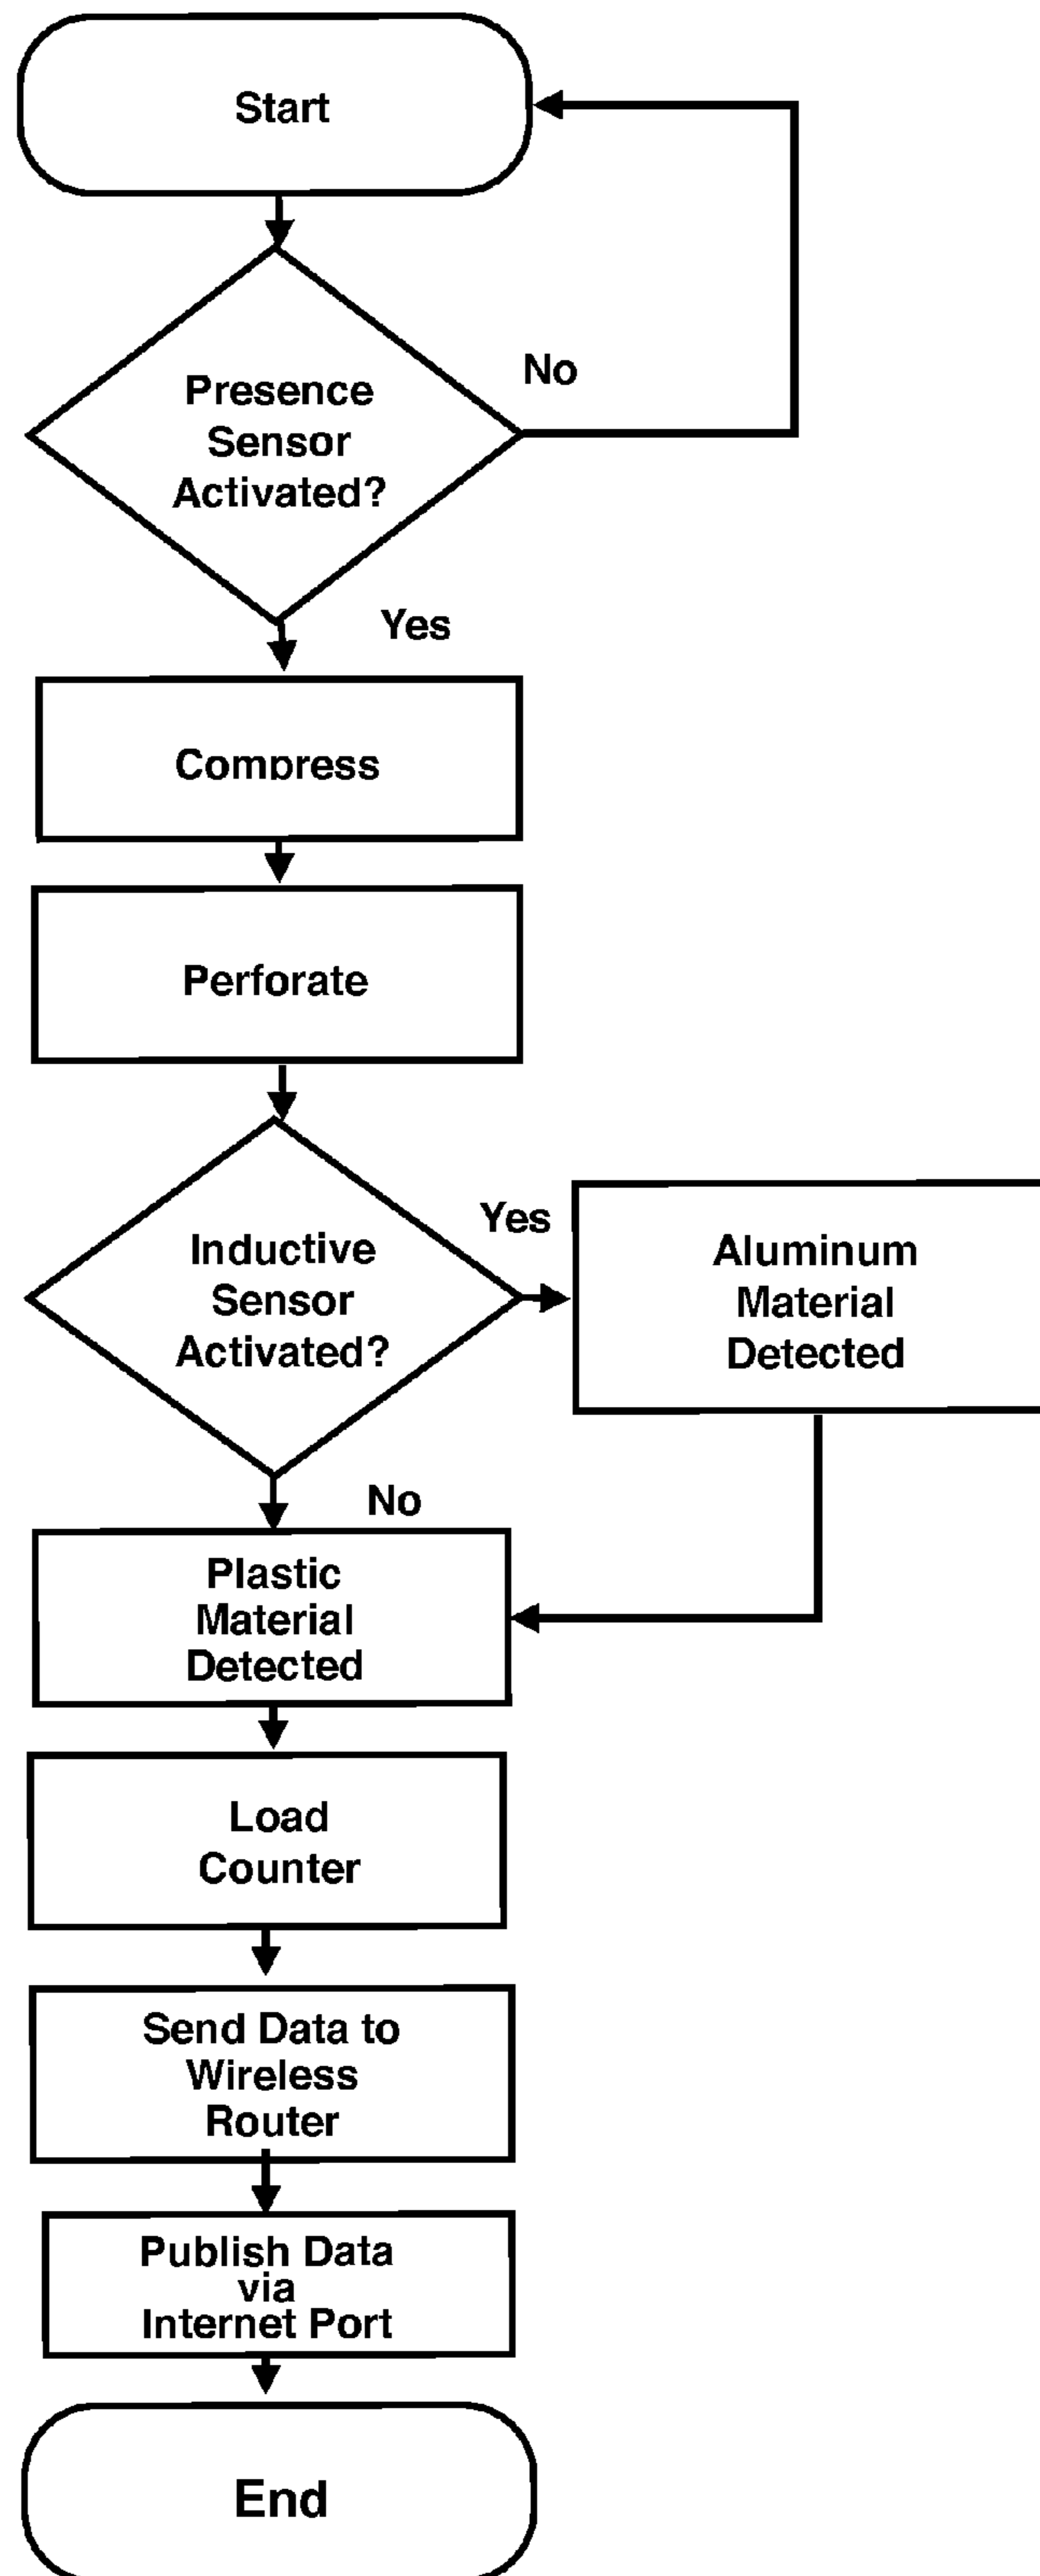 Start
No
Presence
Sensor
Activated?
Yes
Compress
Perforate
Yes
Inductive
Sensor
Activated?
Aluminum
Material
Detected
No
Plastic
Material
Detected
Load
Counter
Send Data to
Wireless
Router
Publish Data
via
Internet Port
End